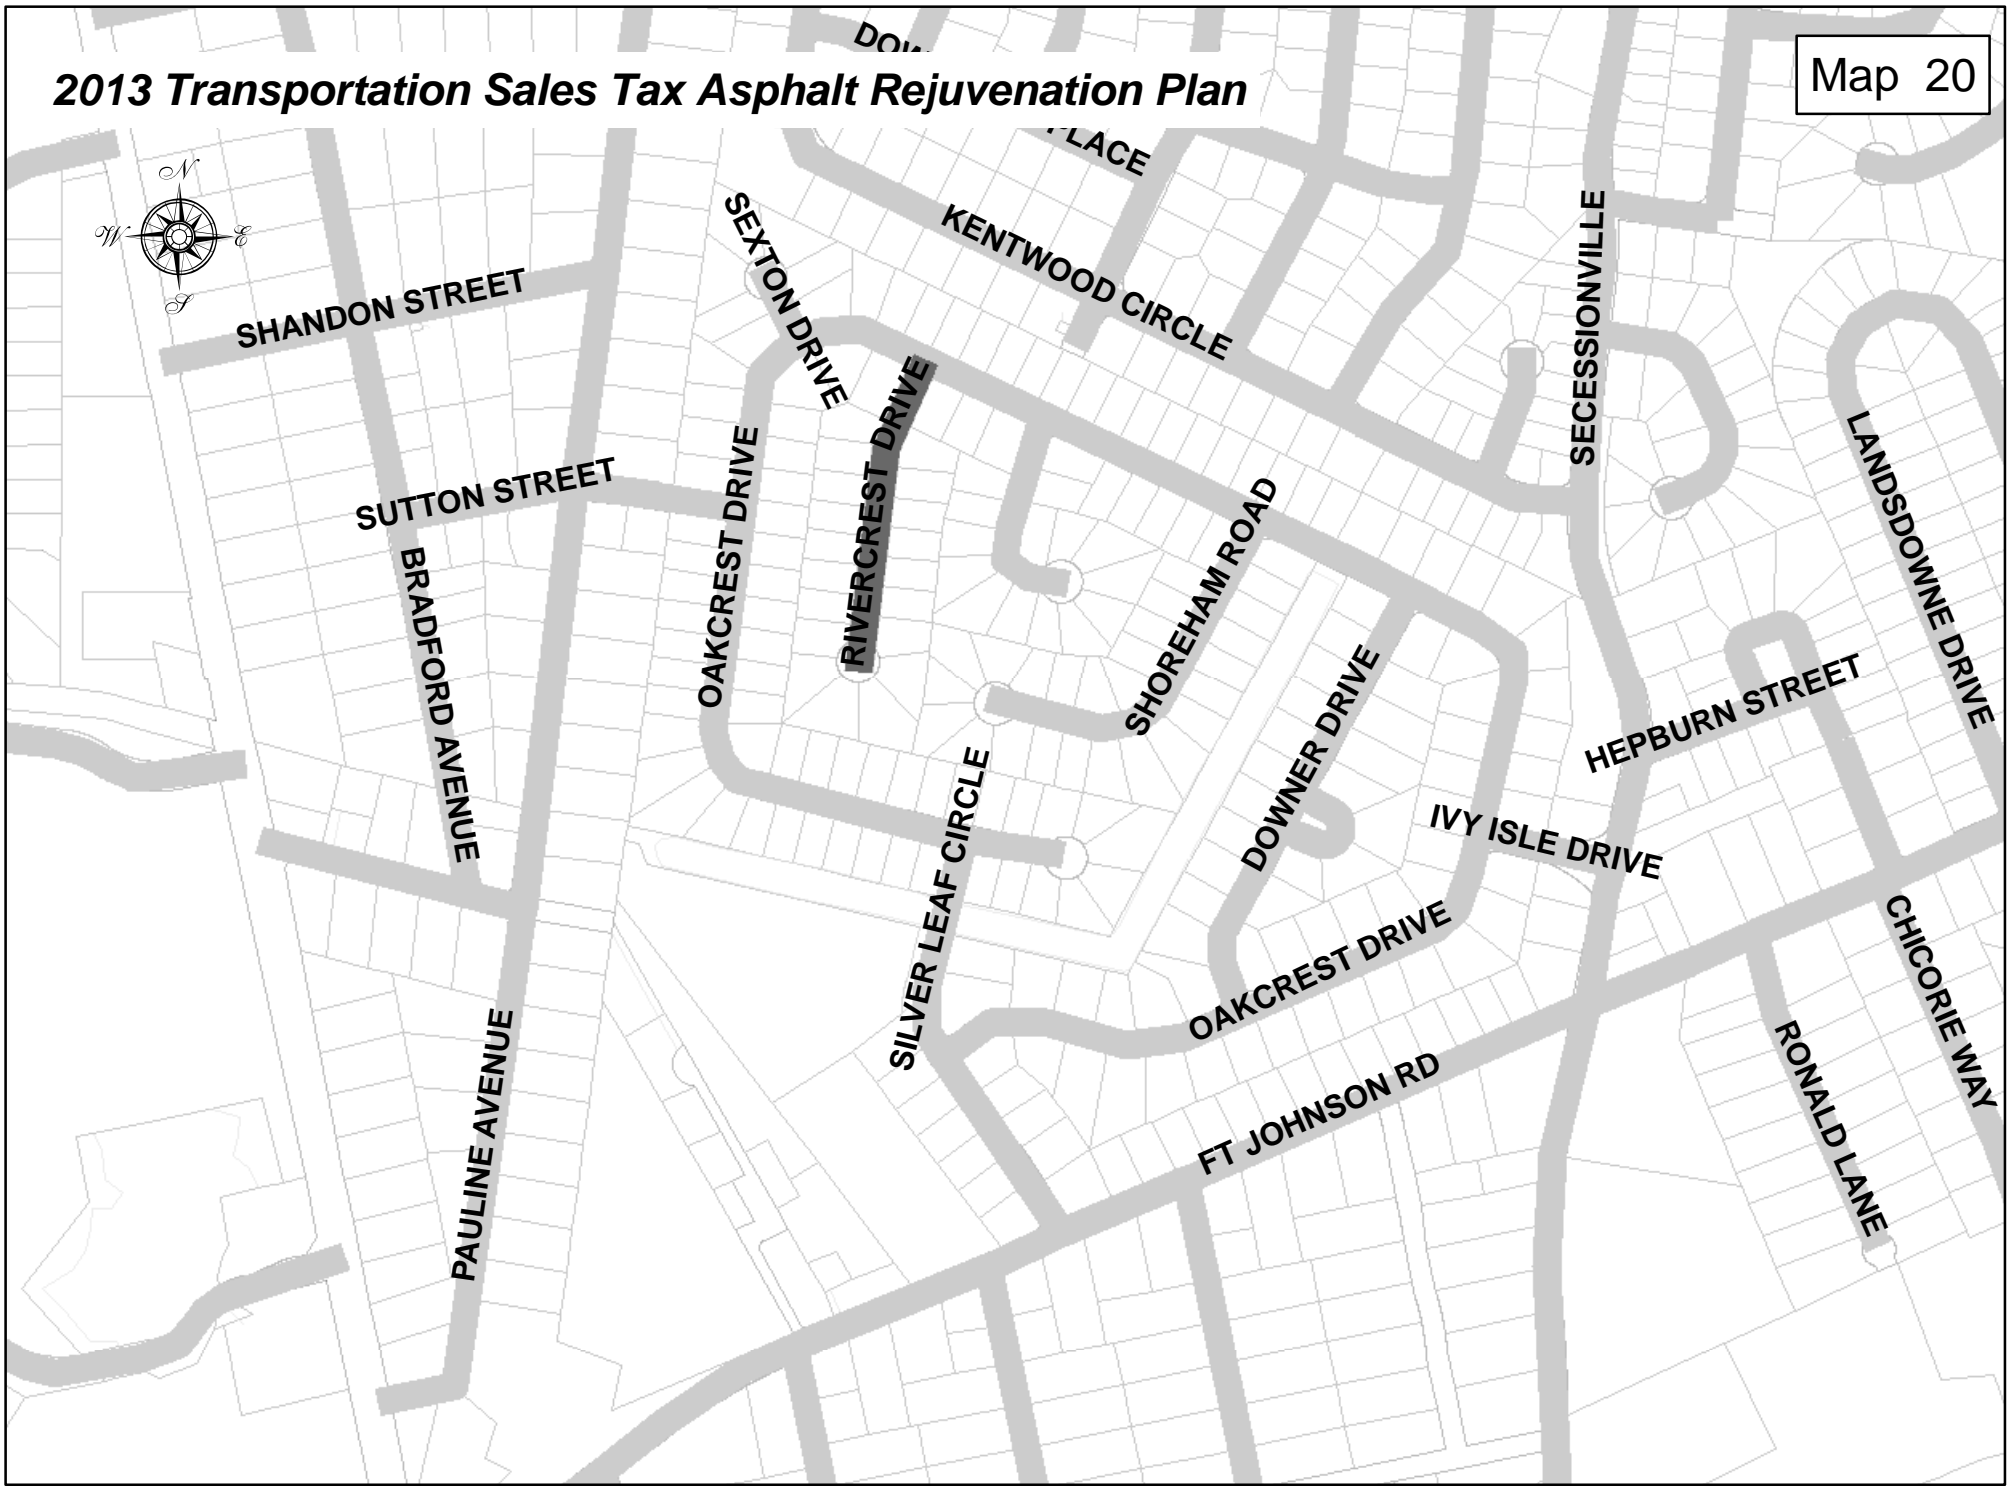 DOW
2013 Transportation Sales Tax Asphalt Rejuvenation Plan
Map 20
PLACE
N
W
E
S
SEXTON DRIVE
KENTWOOD CIRCLE
SECESSIONVILLE
SHANDON STREET
RIVERCREST DRIVE
OAKCREST DRIVE
SUTTON STREET
LANDSDOWNE DRIVE
SHOREHAM ROAD
BRADFORD AVENUE
DOWNER DRIVE
HEPBURN STREET
SILVER LEAF CIRCLE
IVY ISLE DRIVE
OAKCREST DRIVE
CHICORIE WAY
PAULINE AVENUE
FT JOHNSON RD
RONALD LANE